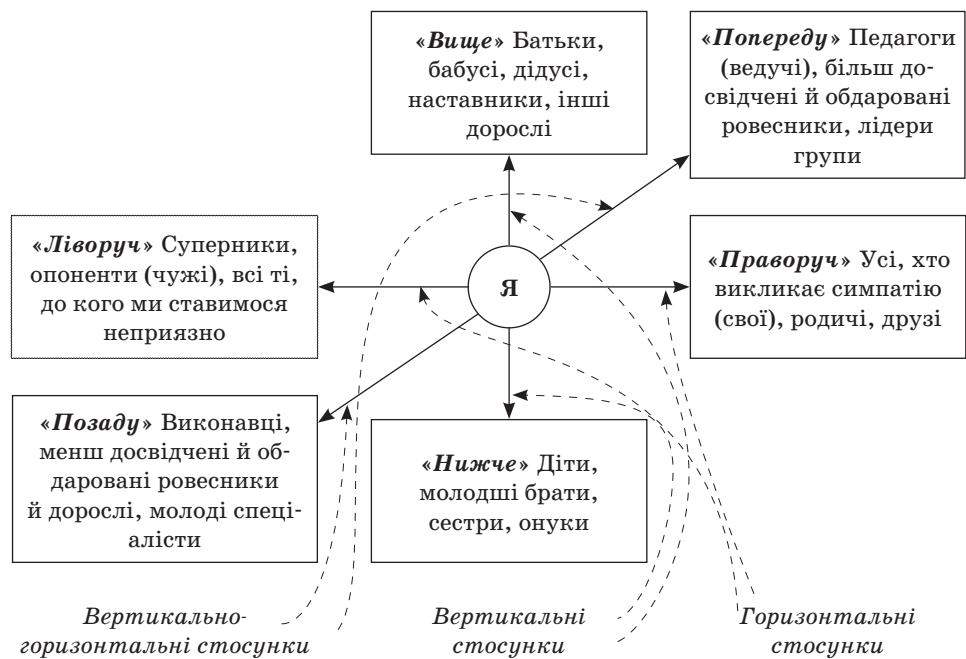 «Вище» Батьки,
бабусі, дідусі,
наставники, інші
дорослі
«Попереду» Педагоги
(ведучі), більш до-
свідчені й обдаровані
ровесники, лідери
групи
«Ліворуч» Суперники,
опоненти (чужі), всі ті,
до кого ми ставимося
неприязно
Я
«Праворуч» Усі, хто
викликає симпатію
(свої), родичі, друзі
«Позаду» Виконавці,
менш досвідчені й об-
даровані ровесники
й дорослі, молоді спеці-
алісти
«Нижче» Діти,
молодші брати,
сестри, онуки
Вертикально-
горизонтальні стосунки
Вертикальні
стосунки
Горизонтальні
стосунки